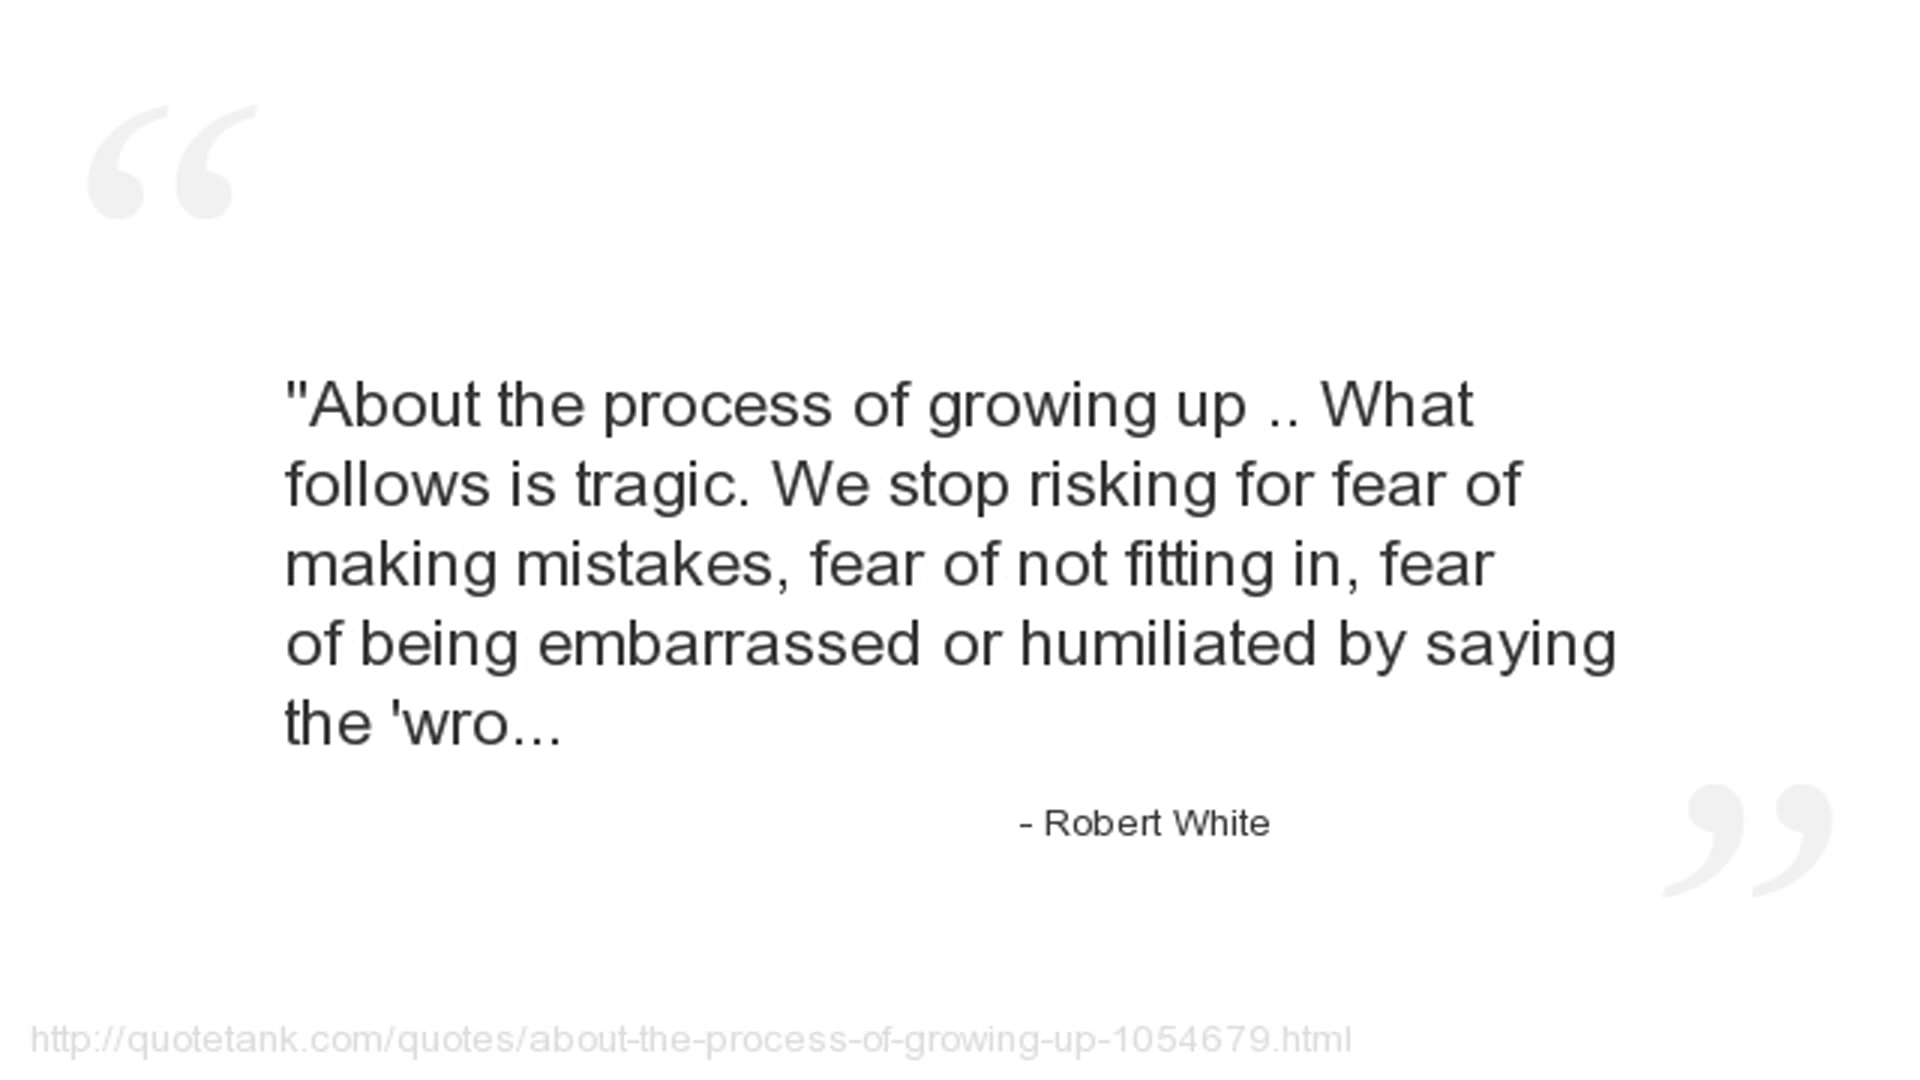 "About the process of growing up .. What
follows is tragic. We stop risking for fear of
making mistakes, fear of not fitting in, fear
of being embarrassed or humiliated by saying
the 'wro...
- Robert White
http://quotetank.com/quotes/about-the-process-of-growing-up-1054679.html